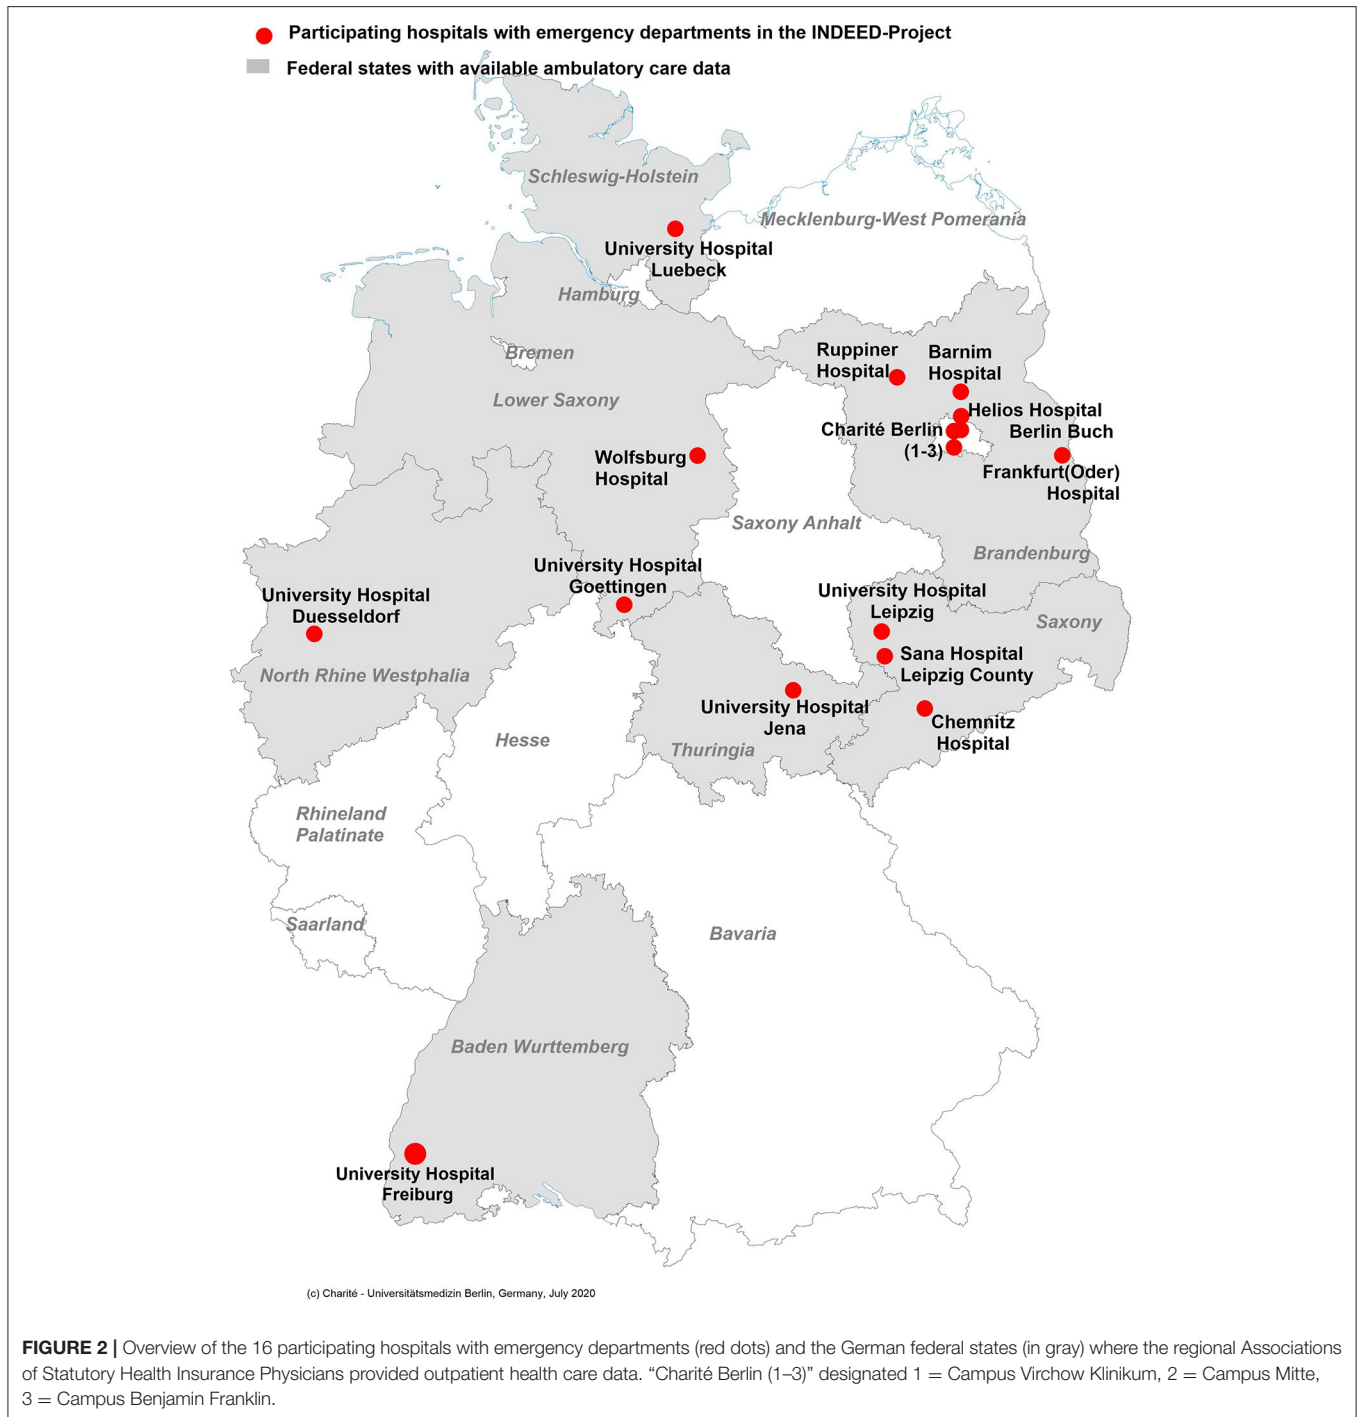 Participating hospitals with emergency departments in the INDEED-Project
Federal states with available ambulatory care data
Schleswig-Holstein
Mecklenburg-West Pomerania
University Hospital
Luebeck
Hamburg
Ruppiner
Hospital
Barnim
Hospital
Bremen
Lower Saxony
Helios Hospital
Berlin Buch
Charité Berlin
(1-3)
Wolfsburg
Hospital
Frankfurt(Oder)
Hospital
Saxony Anhalt
Brandenburg
University Hospital
Goettingen
University Hospital
Duesseldorf
University Hospital
Leipzig
Saxony
Sana Hospital
Leipzig County
North Rhine Westphalia
University Hospital
Jena
Chemnitz
Hospital
Hesse
Thuringia
Rhineland
Palatinate
Saarland
Bavaria
Baden Wurttemberg
University Hospital
Freiburg
(c) Charité - Universitätsmedizin Berlin, Germany, July 2020
FIGURE 2 | Overview of the 16 participating hospitals with emergency departments (red dots) and the German federal states (in gray) where the regional Associations
of Statutory Health Insurance Physicians provided outpatient health care data. “Charité Berlin (1–3)” designated 1 = Campus Virchow Klinikum, 2 = Campus Mitte,
3 = Campus Benjamin Franklin.